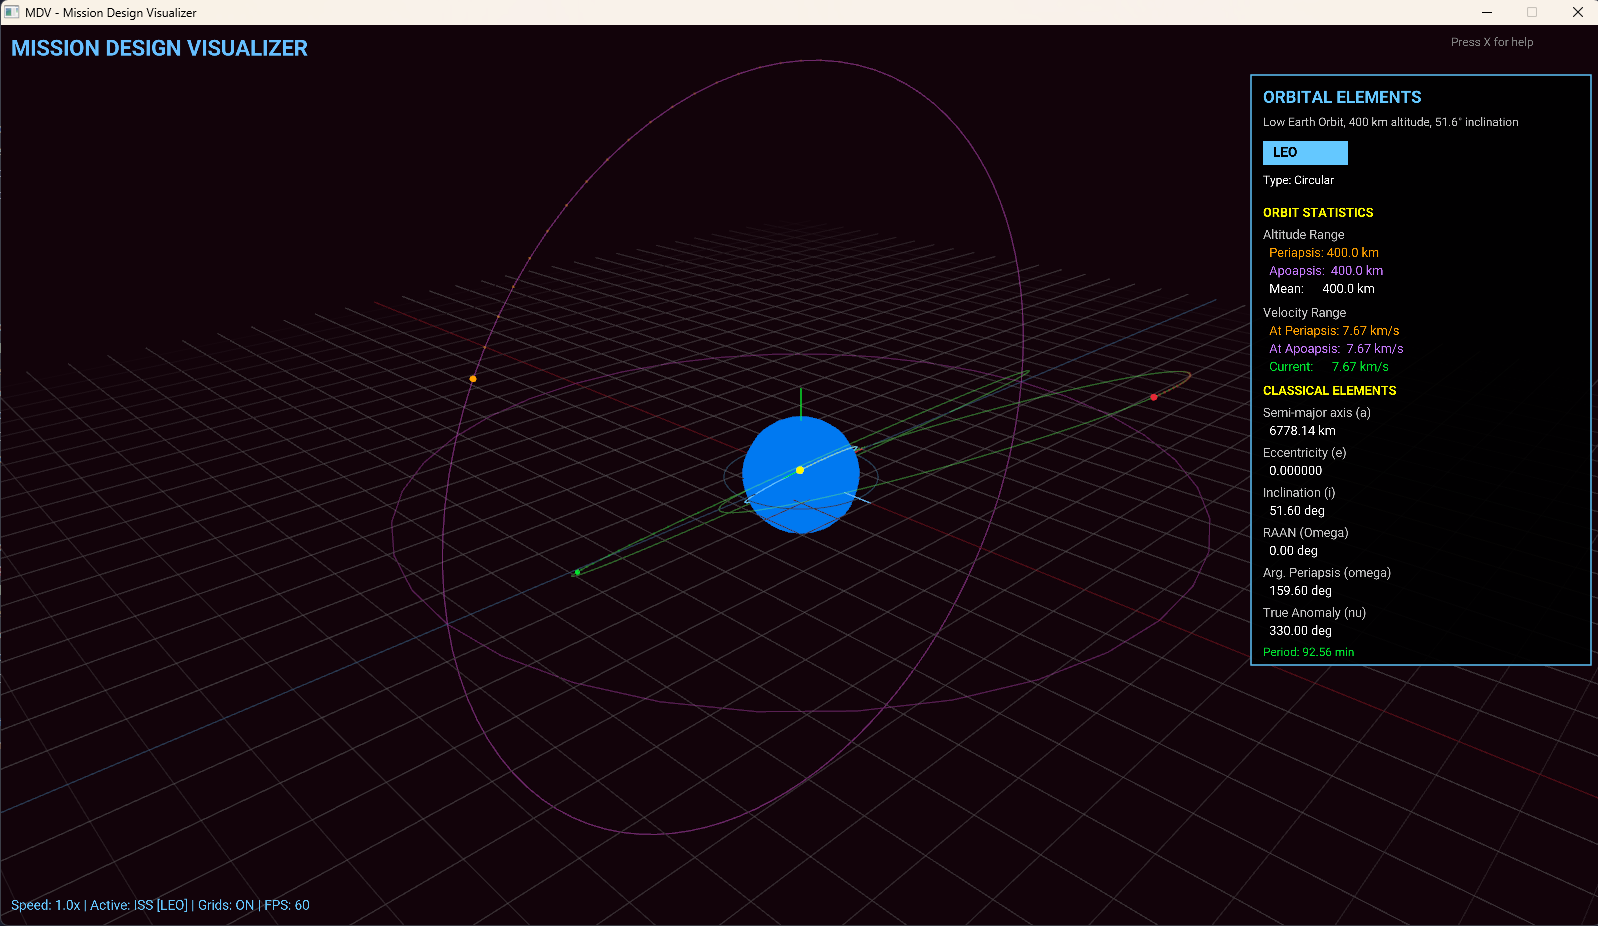 MDV - Mission Design Visualizer
MISSION DESIGN VISUALIZER
Press X for help
ORBITAL ELEMENTS
Low Earth Orbit, 400 km altitude, 51.6° inclination
LEO
Type: Circular
ORBIT STATISTICS
Altitude Range
Periapsis: 400.0 km
Apoapsis: 400.0 km
Mean: 400.0 km
Velocity Range
At Periapsis: 7.67 km/s
At Apoapsis: 7.67 km/s
Current: 7.67 km/s
CLASSICAL ELEMENTS
Semi-major axis (a)
6778.14 km
Eccentricity (e)
0.000000
Inclination (i)
51.60 deg
RAAN (Omega)
0.00 deg
Arg. Periapsis (omega)
159.60 deg
True Anomaly (nu)
330.00 deg
Period: 92.56 min
Speed: 1.0x | Active: ISS [LEO] | Grids: ON | FPS: 60